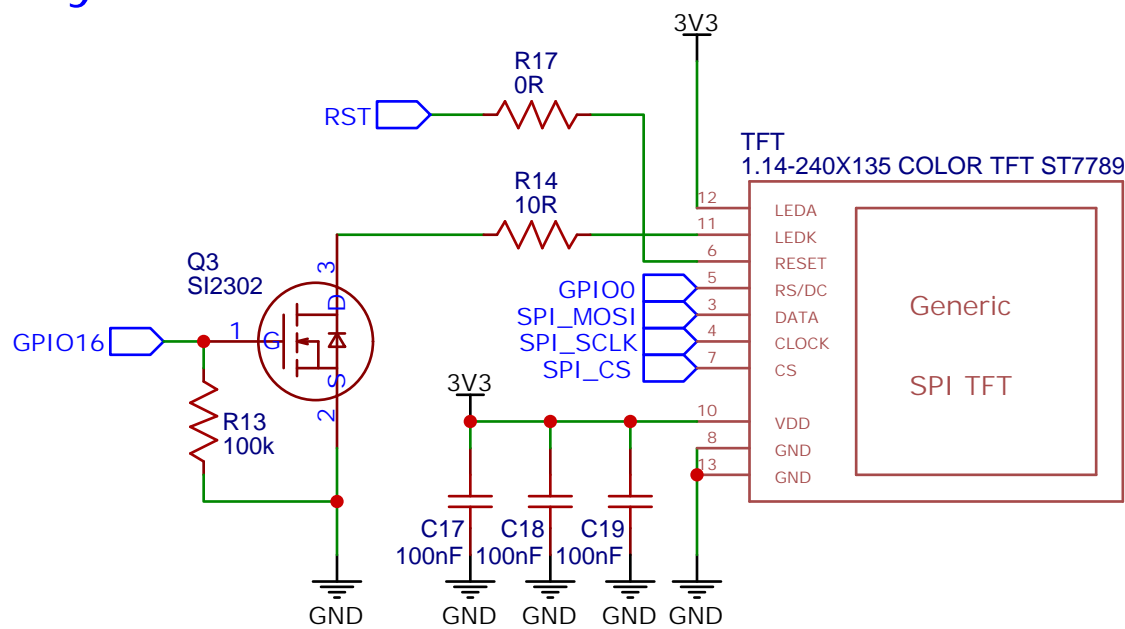 3V3
R17
0R
RST
TFT
1.14-240X135 COLOR TFT ST7789
R14
10R
12
LEDA
11
LEDK
6
RESET
Q3
SI2302
3
D
GPIO0
5
RS/DC
Generic
SPI_MOSI
3
DATA
GPIO16
1
G
SPI_SCLK
4
CLOCK
SPI_CS
7
CS
S
SPI TFT
3V3
2
10
VDD
R13
100k
8
GND
13
GND
C17
100nF
C18
100nF
C19
100nF
GND
GND
GND
GND
GND